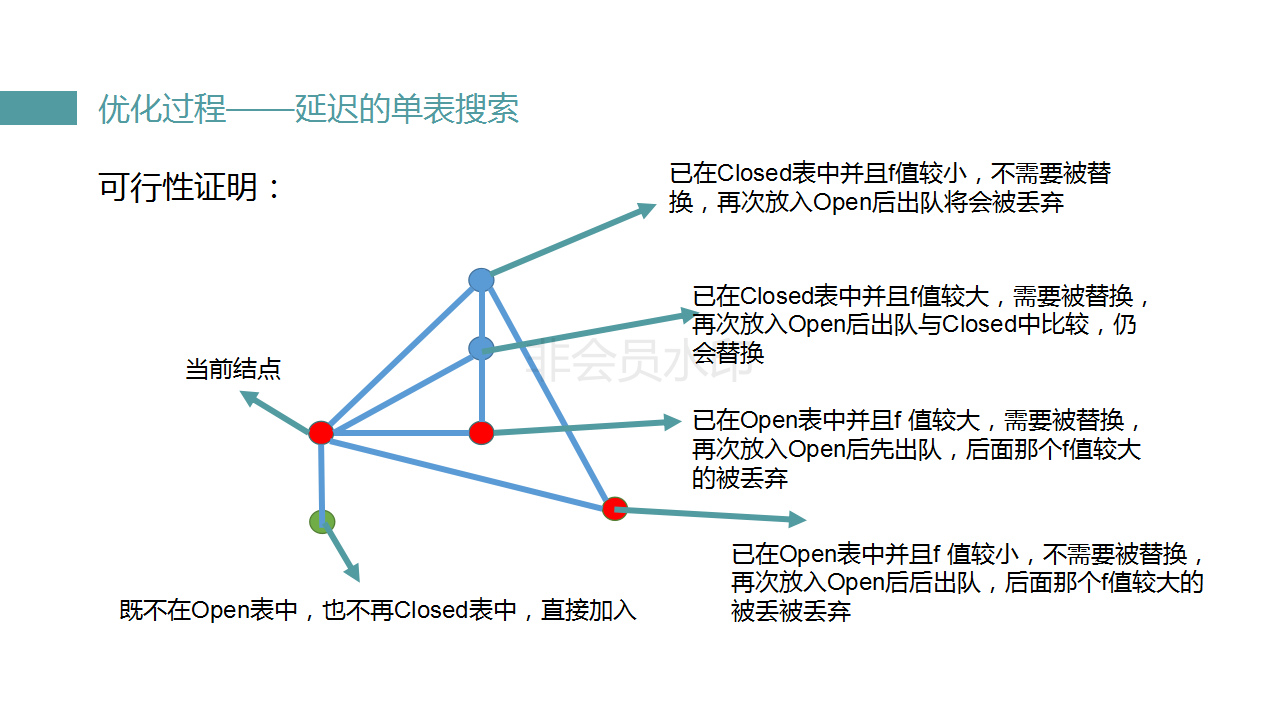 优化过程——延迟的单表搜索
可行性证明：
已在Closed表中并且f值较小，不需要被替
换，再次放入Open后出队将会被丢弃
已在Closed表中并且f值较大，需要被替换，
再次放入Open后出队与Closed中比较，仍
会替换
非会员水印
当前结点
已在Open表中并且f 值较大，需要被替换，
再次放入Open后先出队，后面那个f值较大
的被丢弃
已在Open表中并且f 值较小，不需要被替换，
再次放入Open后后出队，后面那个f值较大的
被丢被丢弃
既不在Open表中，也不再Closed表中，直接加入